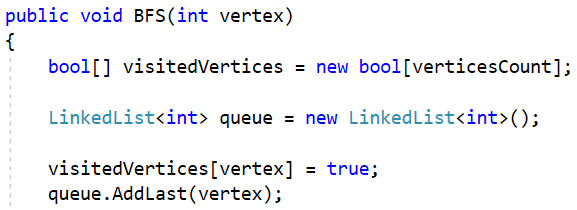 public void BFS(int vertex)
{
bool[] visitedVertices = new bool[verticesCount];
LinkedList<int> queue = new LinkedList<int>();
visitedVertices[vertex] = true;
queue.AddLast(vertex);